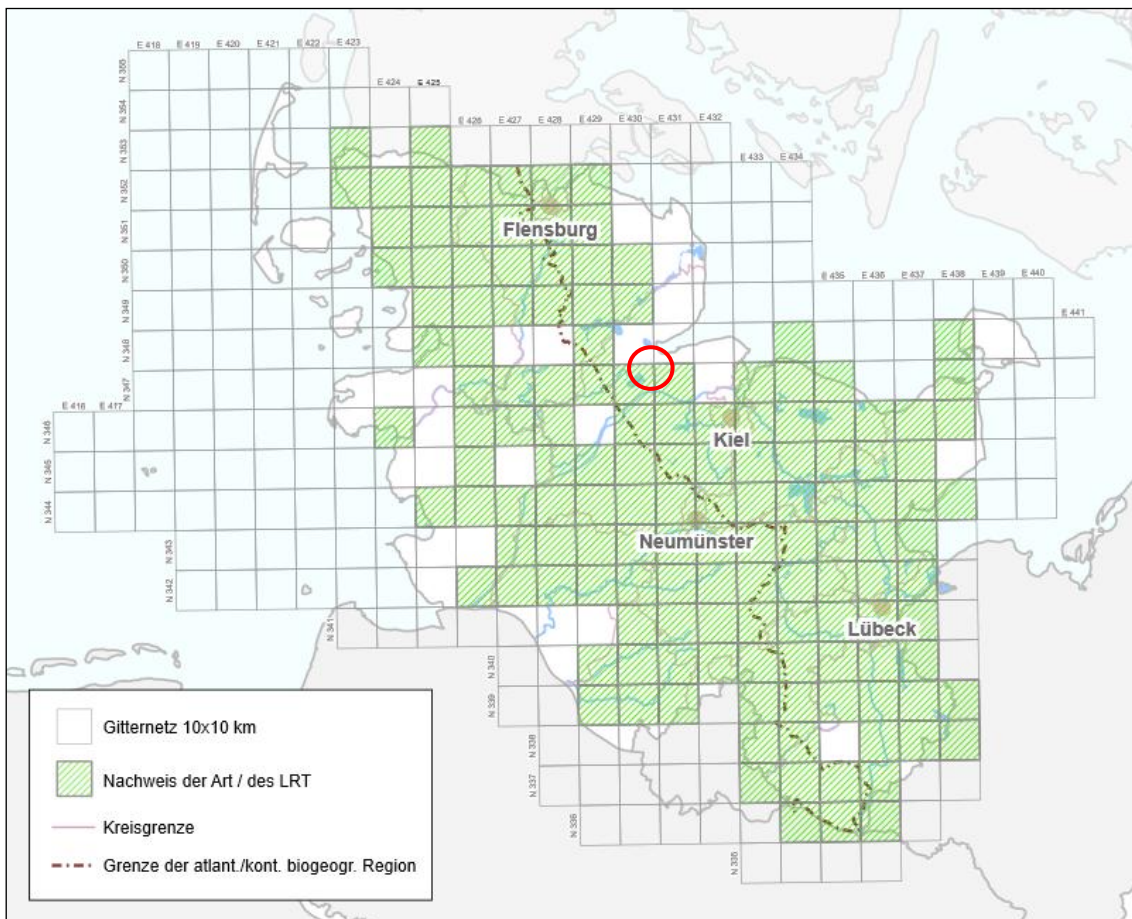 E 418 E 419 E 420 E 421 E 422 E 423
E 424 E 425
E 426 E 427 E 428 E 429 E 430 E 431 E 432
E 433 E 434
E 435 E 436 E 437 E 438 E 439 E 440
E 441
E 416 E 417
N 355
N 354
N 353
N 352
N 351
N 350
N 349
N 348
N 347
N 346
N 345
N 344
N 343
N 342
N 341
N 340
N 339
N 338
N 337
N 336
N 335
Flensburg
Kiel
Neumünster
Lübeck
Gitternetz 10x10 km
Nachweis der Art / des LRT
Kreisgrenze
Grenze der atlant./kont. biogeogr. Region